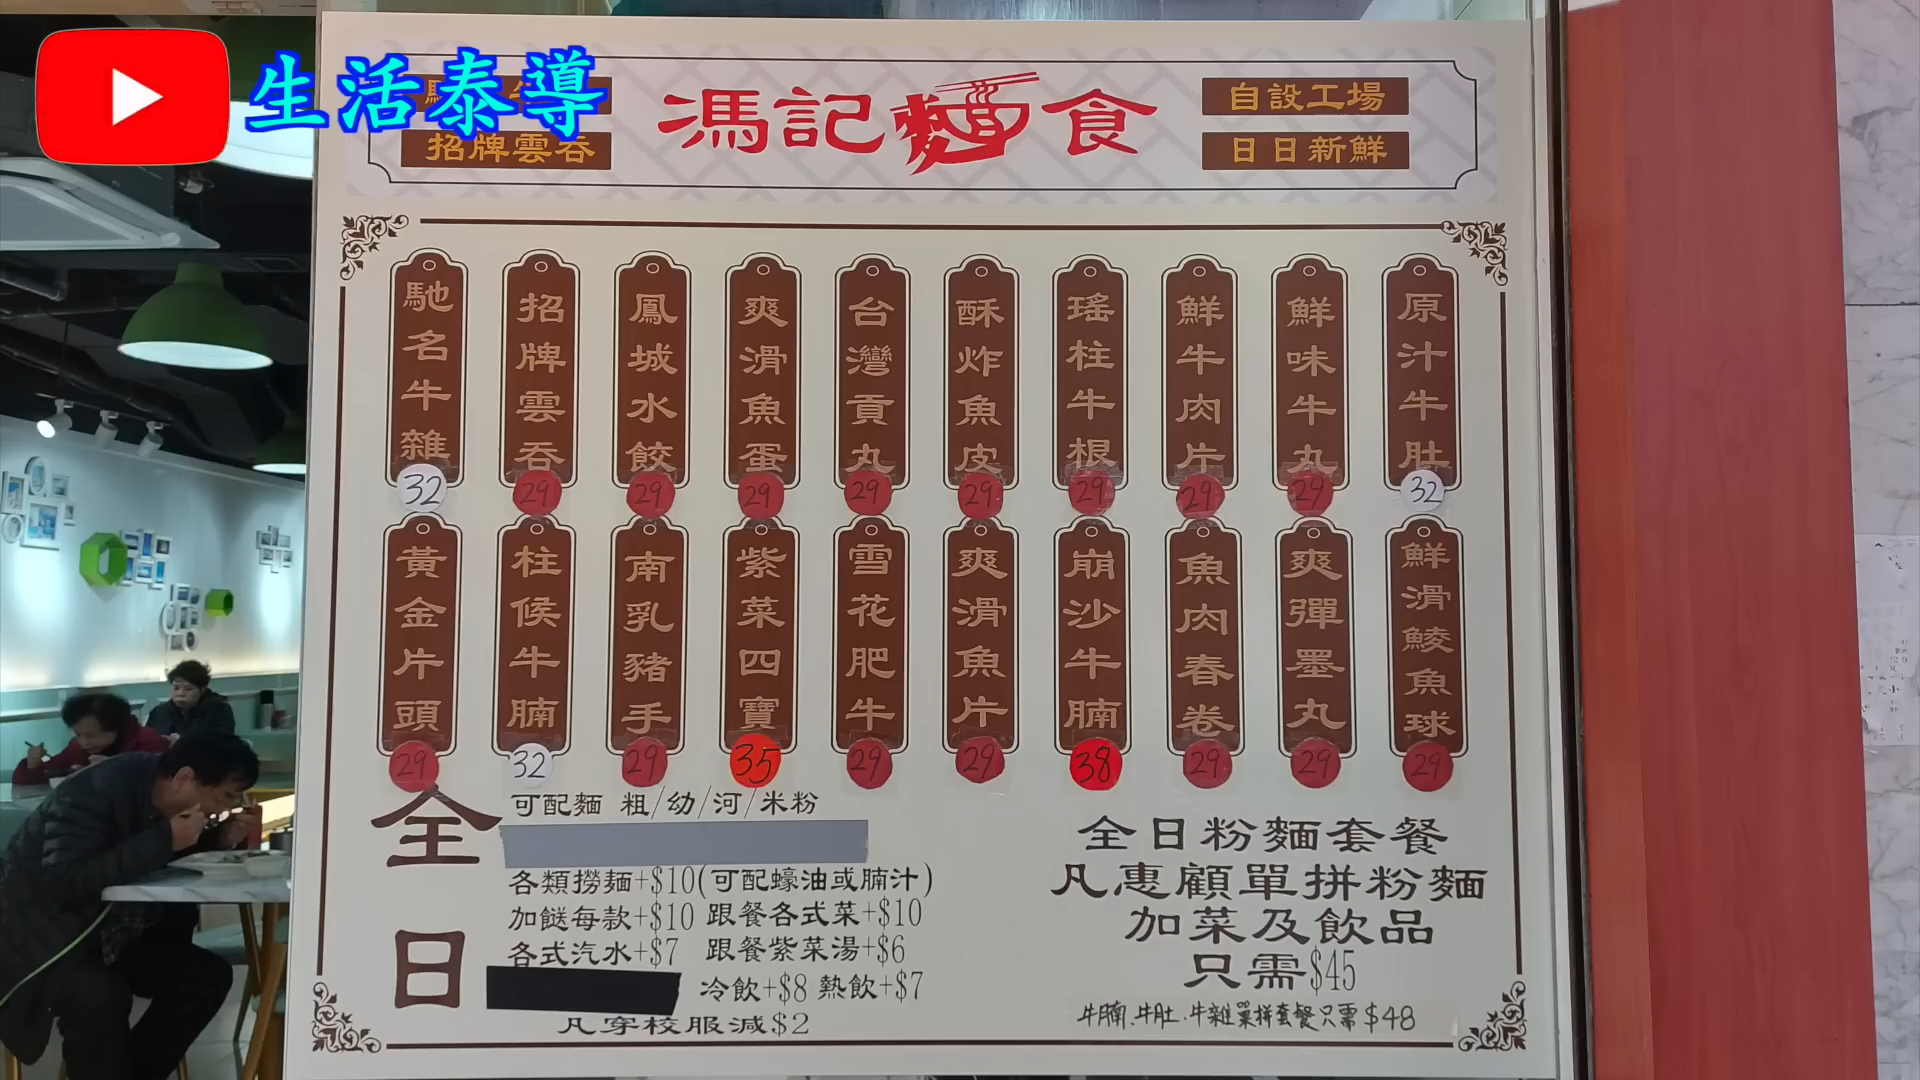 生活泰導
招牌雲吞
馮記麵食
自設工場
日日新鮮
馳名牛雜
32
招牌雲吞
29
鳳城水餃
29
爽滑魚蛋
29
台灣貢丸
29
酥炸魚皮
29
瑤柱牛根
29
鮮牛肉片
29
鮮味牛丸
29
原汁牛肚
32
黃金片頭
29
柱候牛腩
32
南乳豬手
29
紫菜四寶
35
雪花肥牛
29
爽滑魚片
29
崩沙牛腩
38
魚肉春卷
29
爽彈墨丸
29
鮮滑鯪魚球
29
全日
可配麵 粗/幼/河/米粉
各類撈麵+$10(可配蠔油或腩汁)
加餸每款+$10 跟餐各式菜+$10
各式汽水+$7 跟餐紫菜湯+$6
冷飲+$8 熱飲+$7
凡穿校服減$2
全日粉麵套餐
凡惠顧單拼粉麵
加菜及飲品
只需$45
牛腩、牛肚、牛雜單拼套餐只需$48